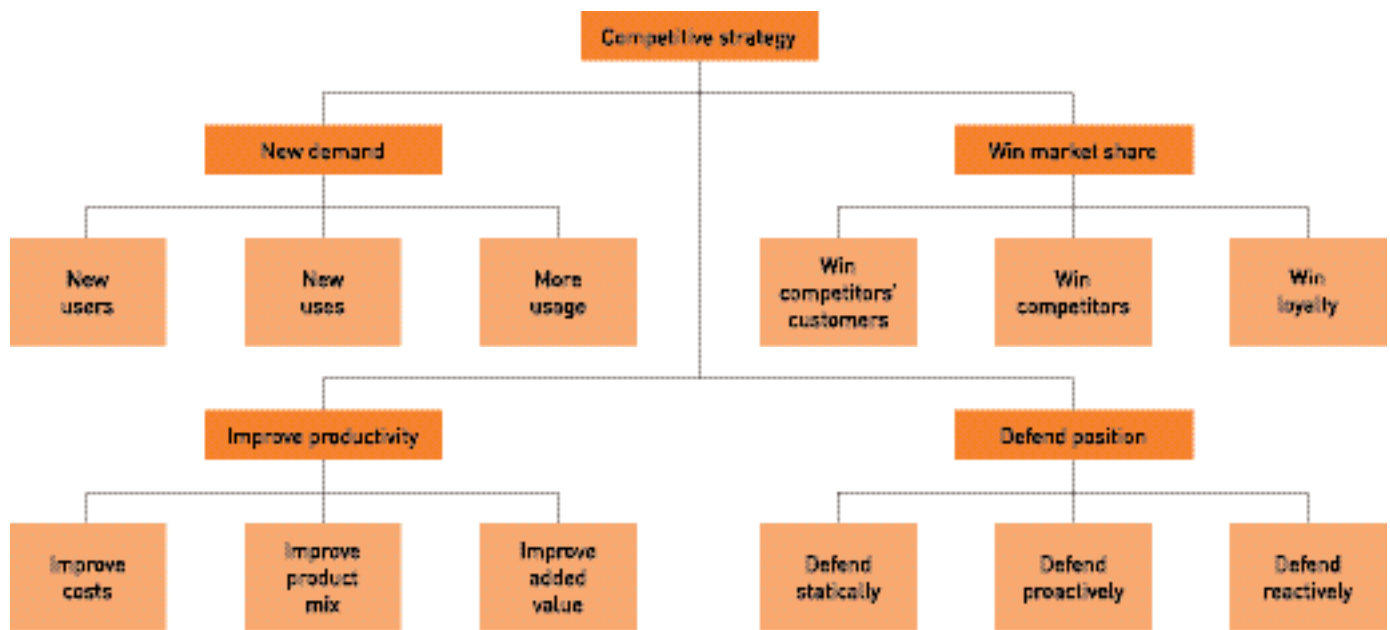 Competitive strategy
New demand
Win market share
New
users
New
uses
More
usage
Win
competitors'
customers
Win
competitors
Win
loyalty
Improve productivity
Defend position
Improve
costs
Improve
product
mix
Improve
added
value
Defend
statically
Defend
proactively
Defend
reactively